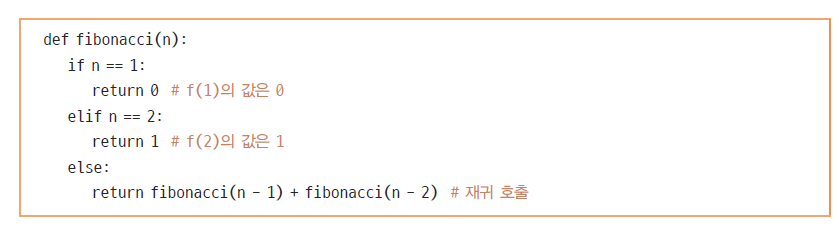 def fibonacci(n):
    if n == 1:
        return 0 # f(1)의 값은 0
    elif n == 2:
        return 1 # f(2)의 값은 1
    else:
        return fibonacci(n - 1) + fibonacci(n - 2) # 재귀 호출